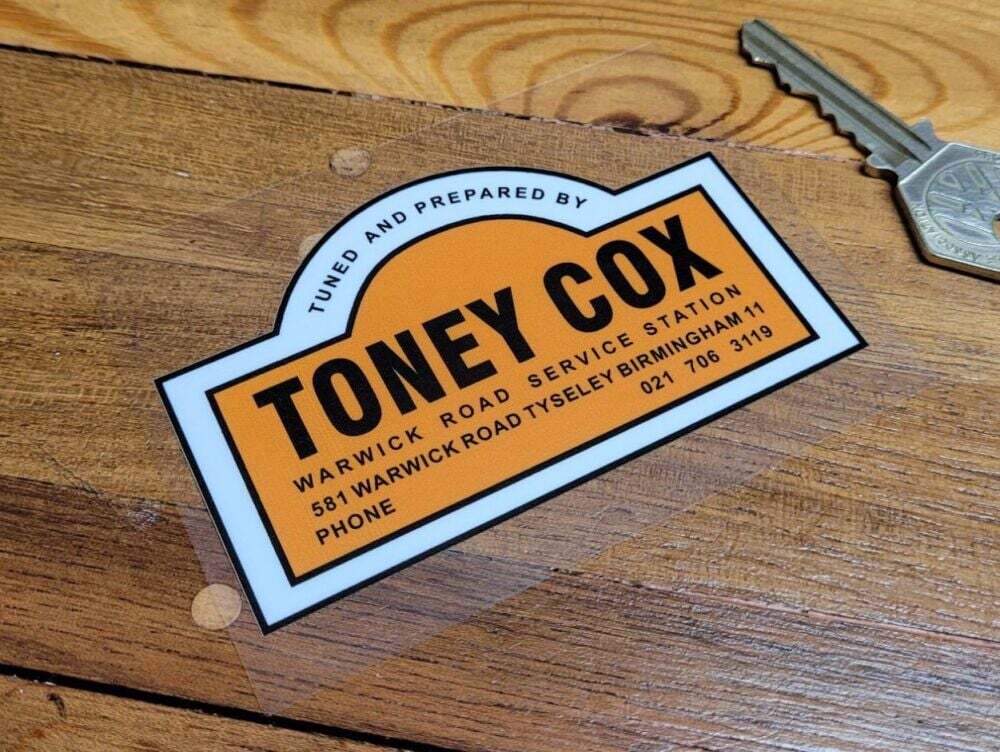 TUNED AND PREPARED BY
TONEY COX
WARWICK ROAD SERVICE STATION
581 WARWICK ROAD TYSELEY BIRMINGHAM 11
PHONE 021 706 3119